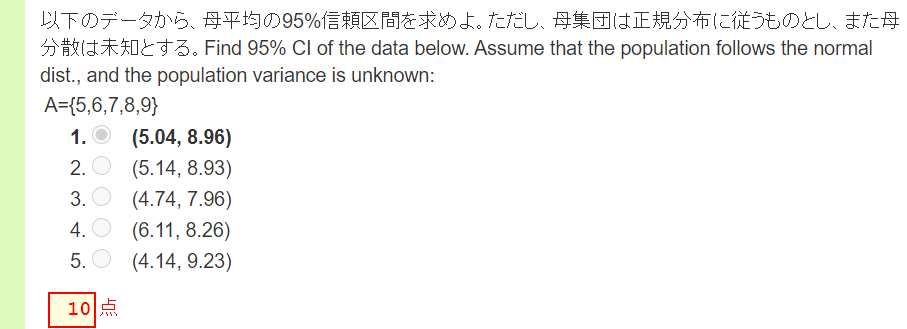 以下のデータから、母平均の95%信頼区間を求めよ。ただし、母集団は正規分布に従うものとし、また母
分散は未知とする。Find 95% CI of the data below. Assume that the population follows the normal
dist., and the population variance is unknown:
A={5,6,7,8,9}
1. (5.04, 8.96)
2. (5.14, 8.93)
3. (4.74, 7.96)
4. (6.11, 8.26)
5. (4.14, 9.23)
10 点